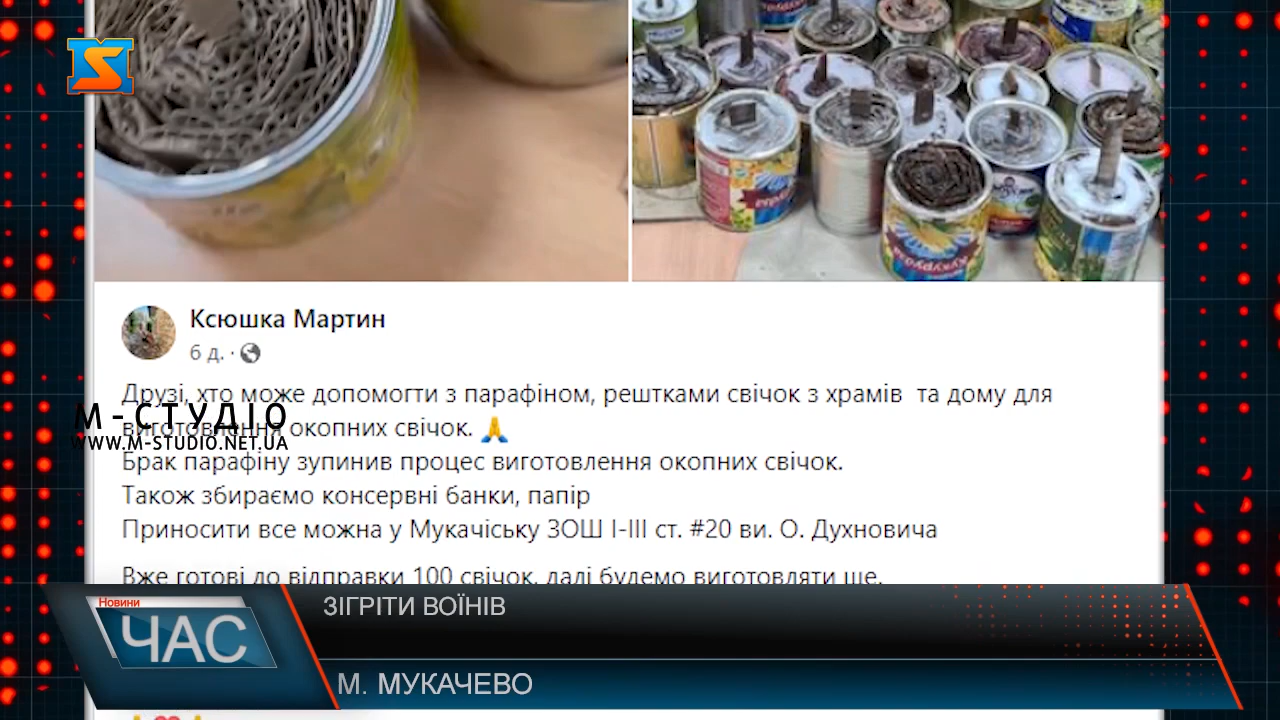 Кукурудза
Ксюшка Мартин
6 д. ·
Друзі, хто може допомогти з парафіном, рештками свічок з храмів та дому для
виготовлення окопних свічок. 🙏
Брак парафіну зупинив процес виготовлення окопних свічок.
Також збираємо консервні банки, папір
Приносити все можна у Мукачіську ЗОШ І-ІІІ ст. #20 ви. О. Духновича
Вже готові до відправки 100 свічок, далі будемо виготовляти ще.
М-СТУДІО
WWW.M-STUDIO.NET.UA
Новини
ЧАС
ЗІГРІТИ ВОЇНІВ
М. МУКАЧЕВО